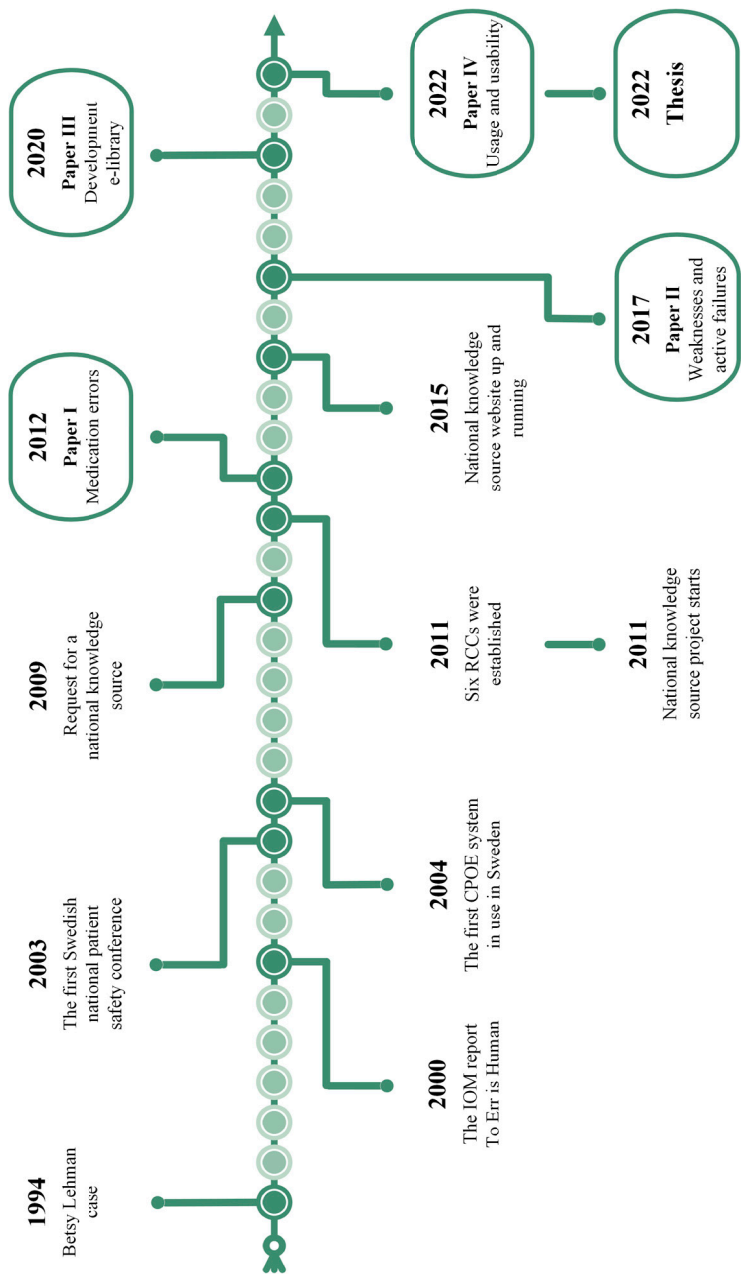 1994
Betsy Lehman
case
2000
The IOM report
To Err is Human
2003
The first Swedish
national patient
safety conference
2004
The first CPOE system
in use in Sweden
2009
Request for a
national knowledge
source
2011
Six RCCs were
established
2011
National knowledge
source project starts
2012
Paper I
Medication errors
2015
National knowledge
source website up and
running
2017
Paper II
Weaknesses and
active failures
2020
Paper III
Development
e-library
2022
Paper IV
Usage and usability
2022
Thesis